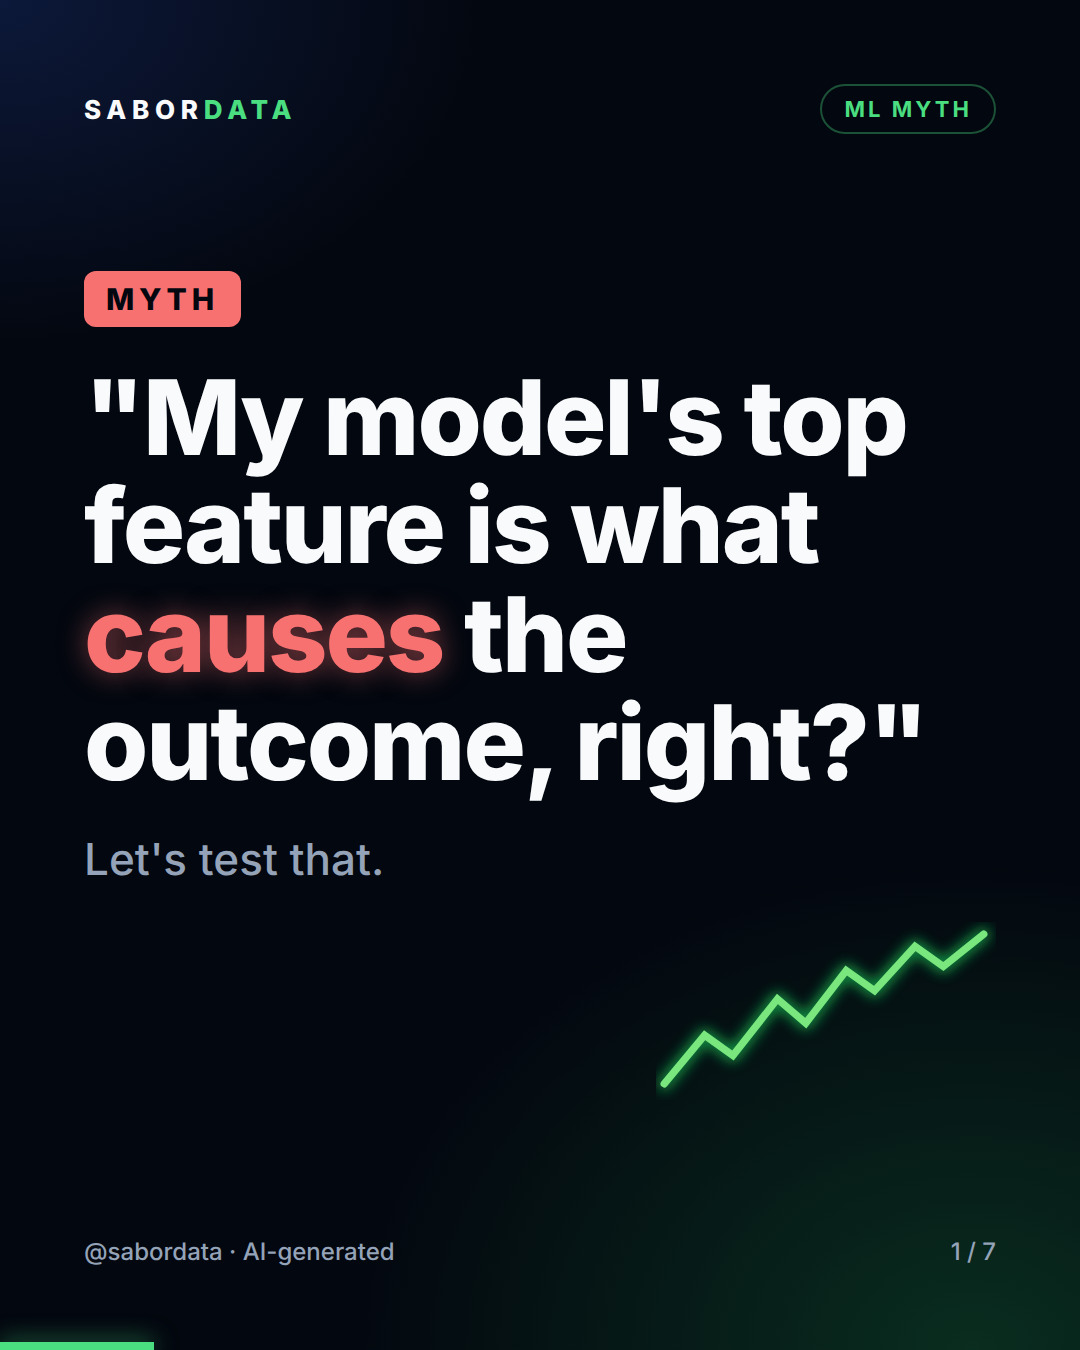 SABORDATA
ML MYTH
MYTH
"My model's top
feature is what
causes the
outcome, right?"
Let's test that.
@sabordata · AI-generated
1 / 7